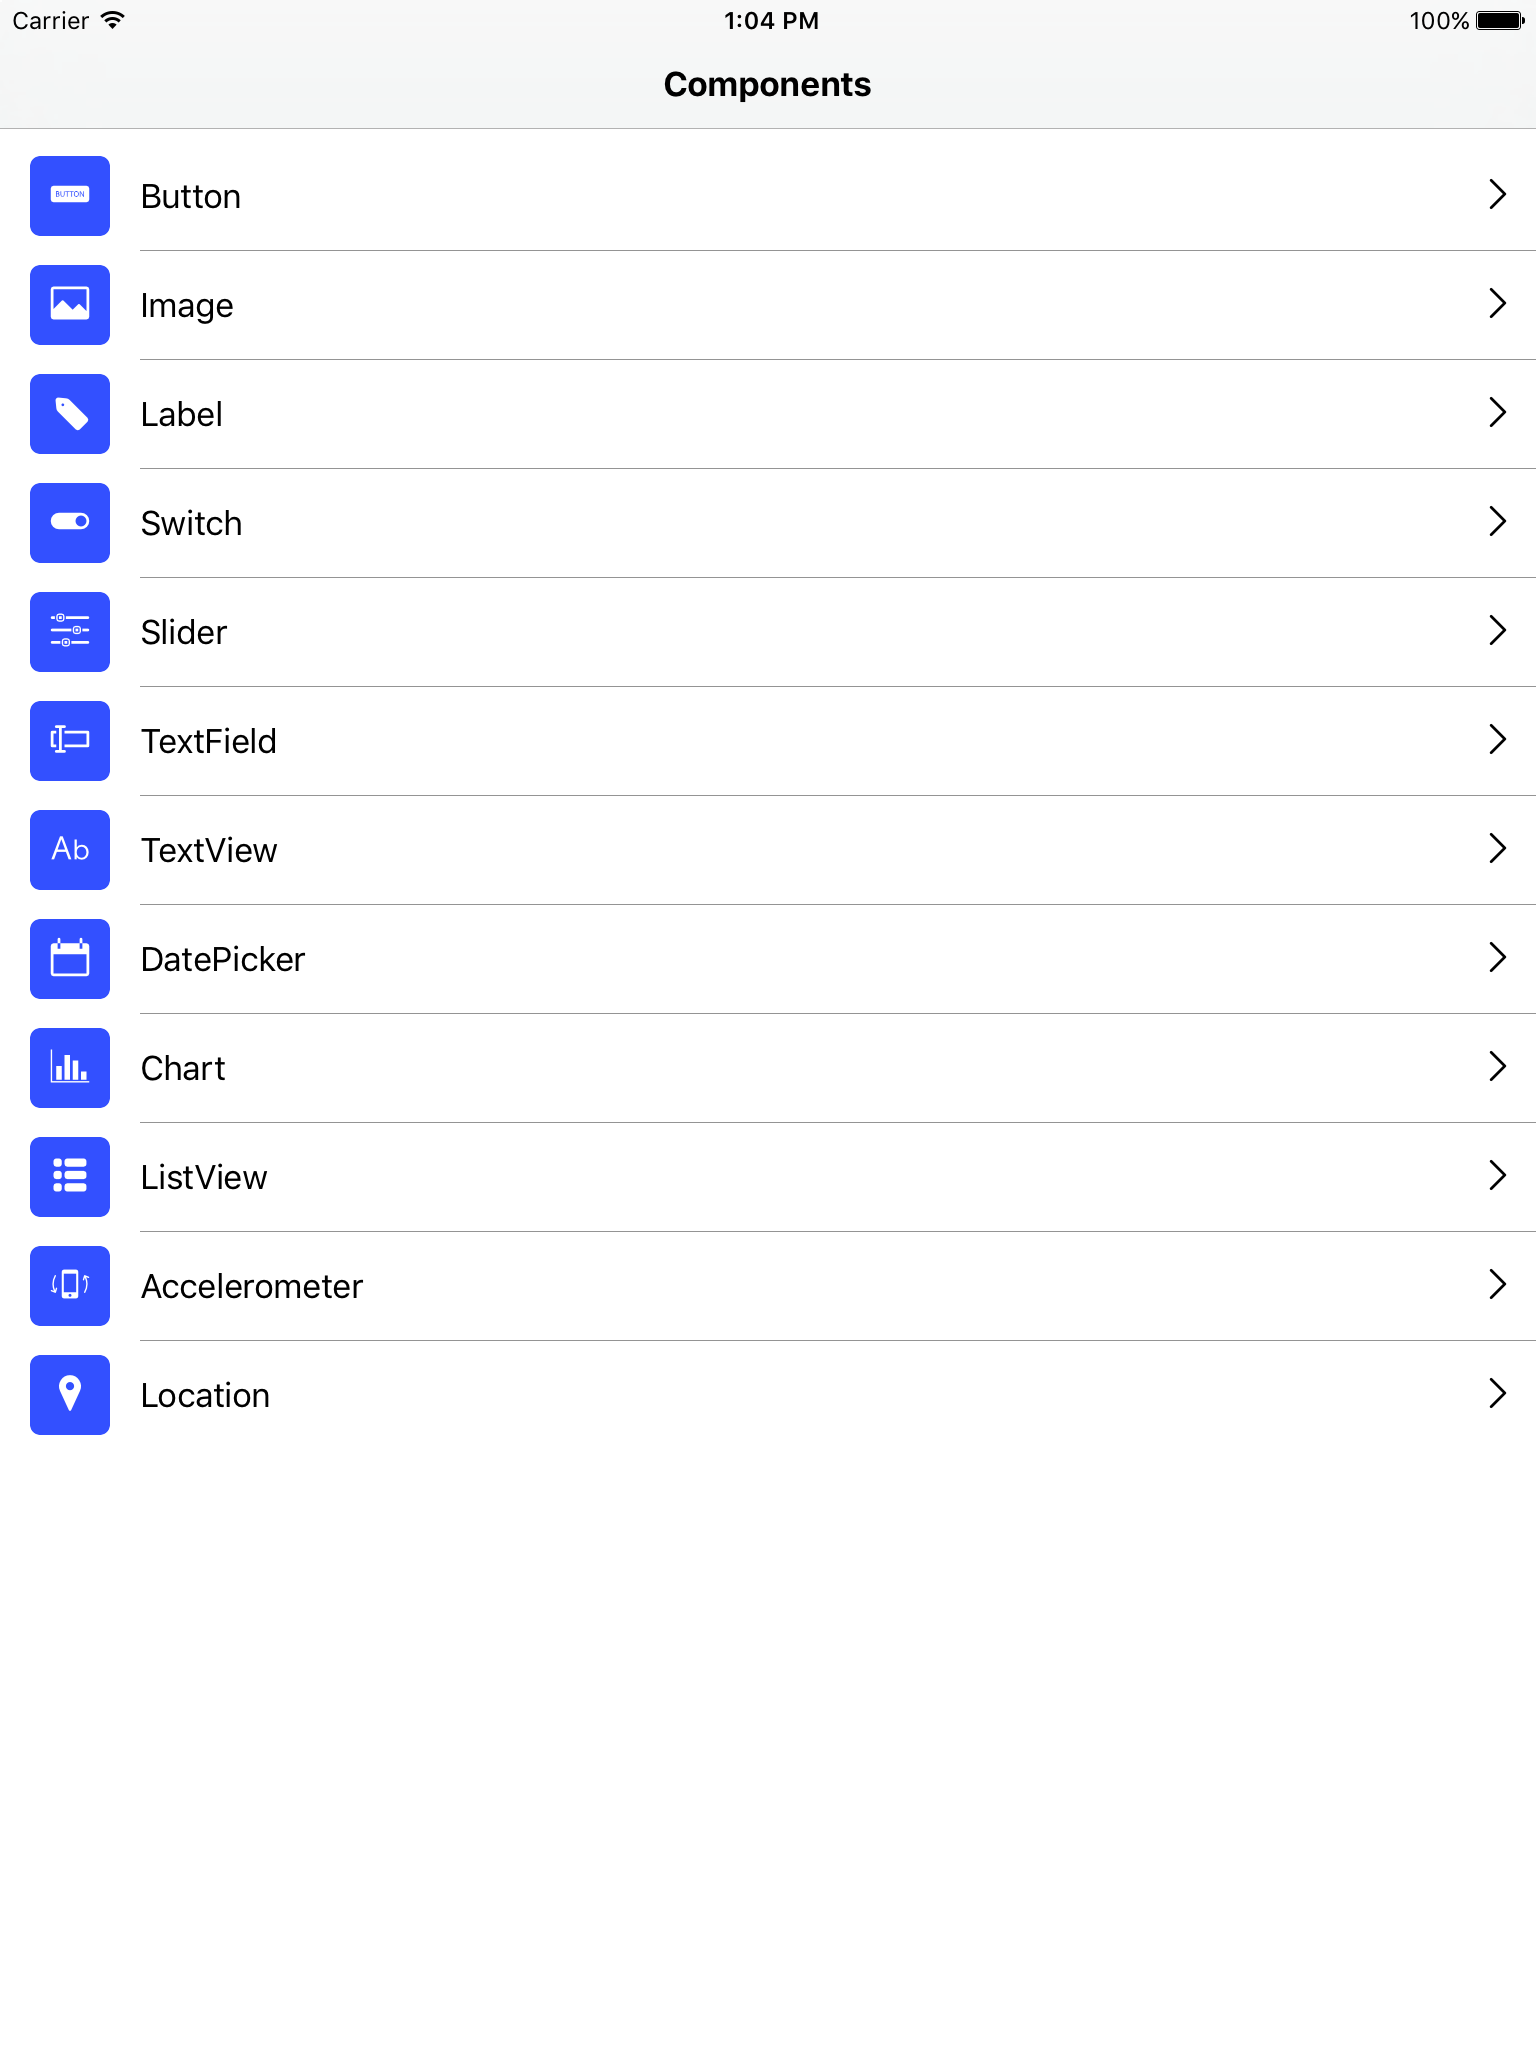 Carrier 1:04 PM 100%
Components
BUTTON Button
Image
Label
Switch
Slider
TextField
Ab TextView
DatePicker
Chart
ListView
Accelerometer
Location